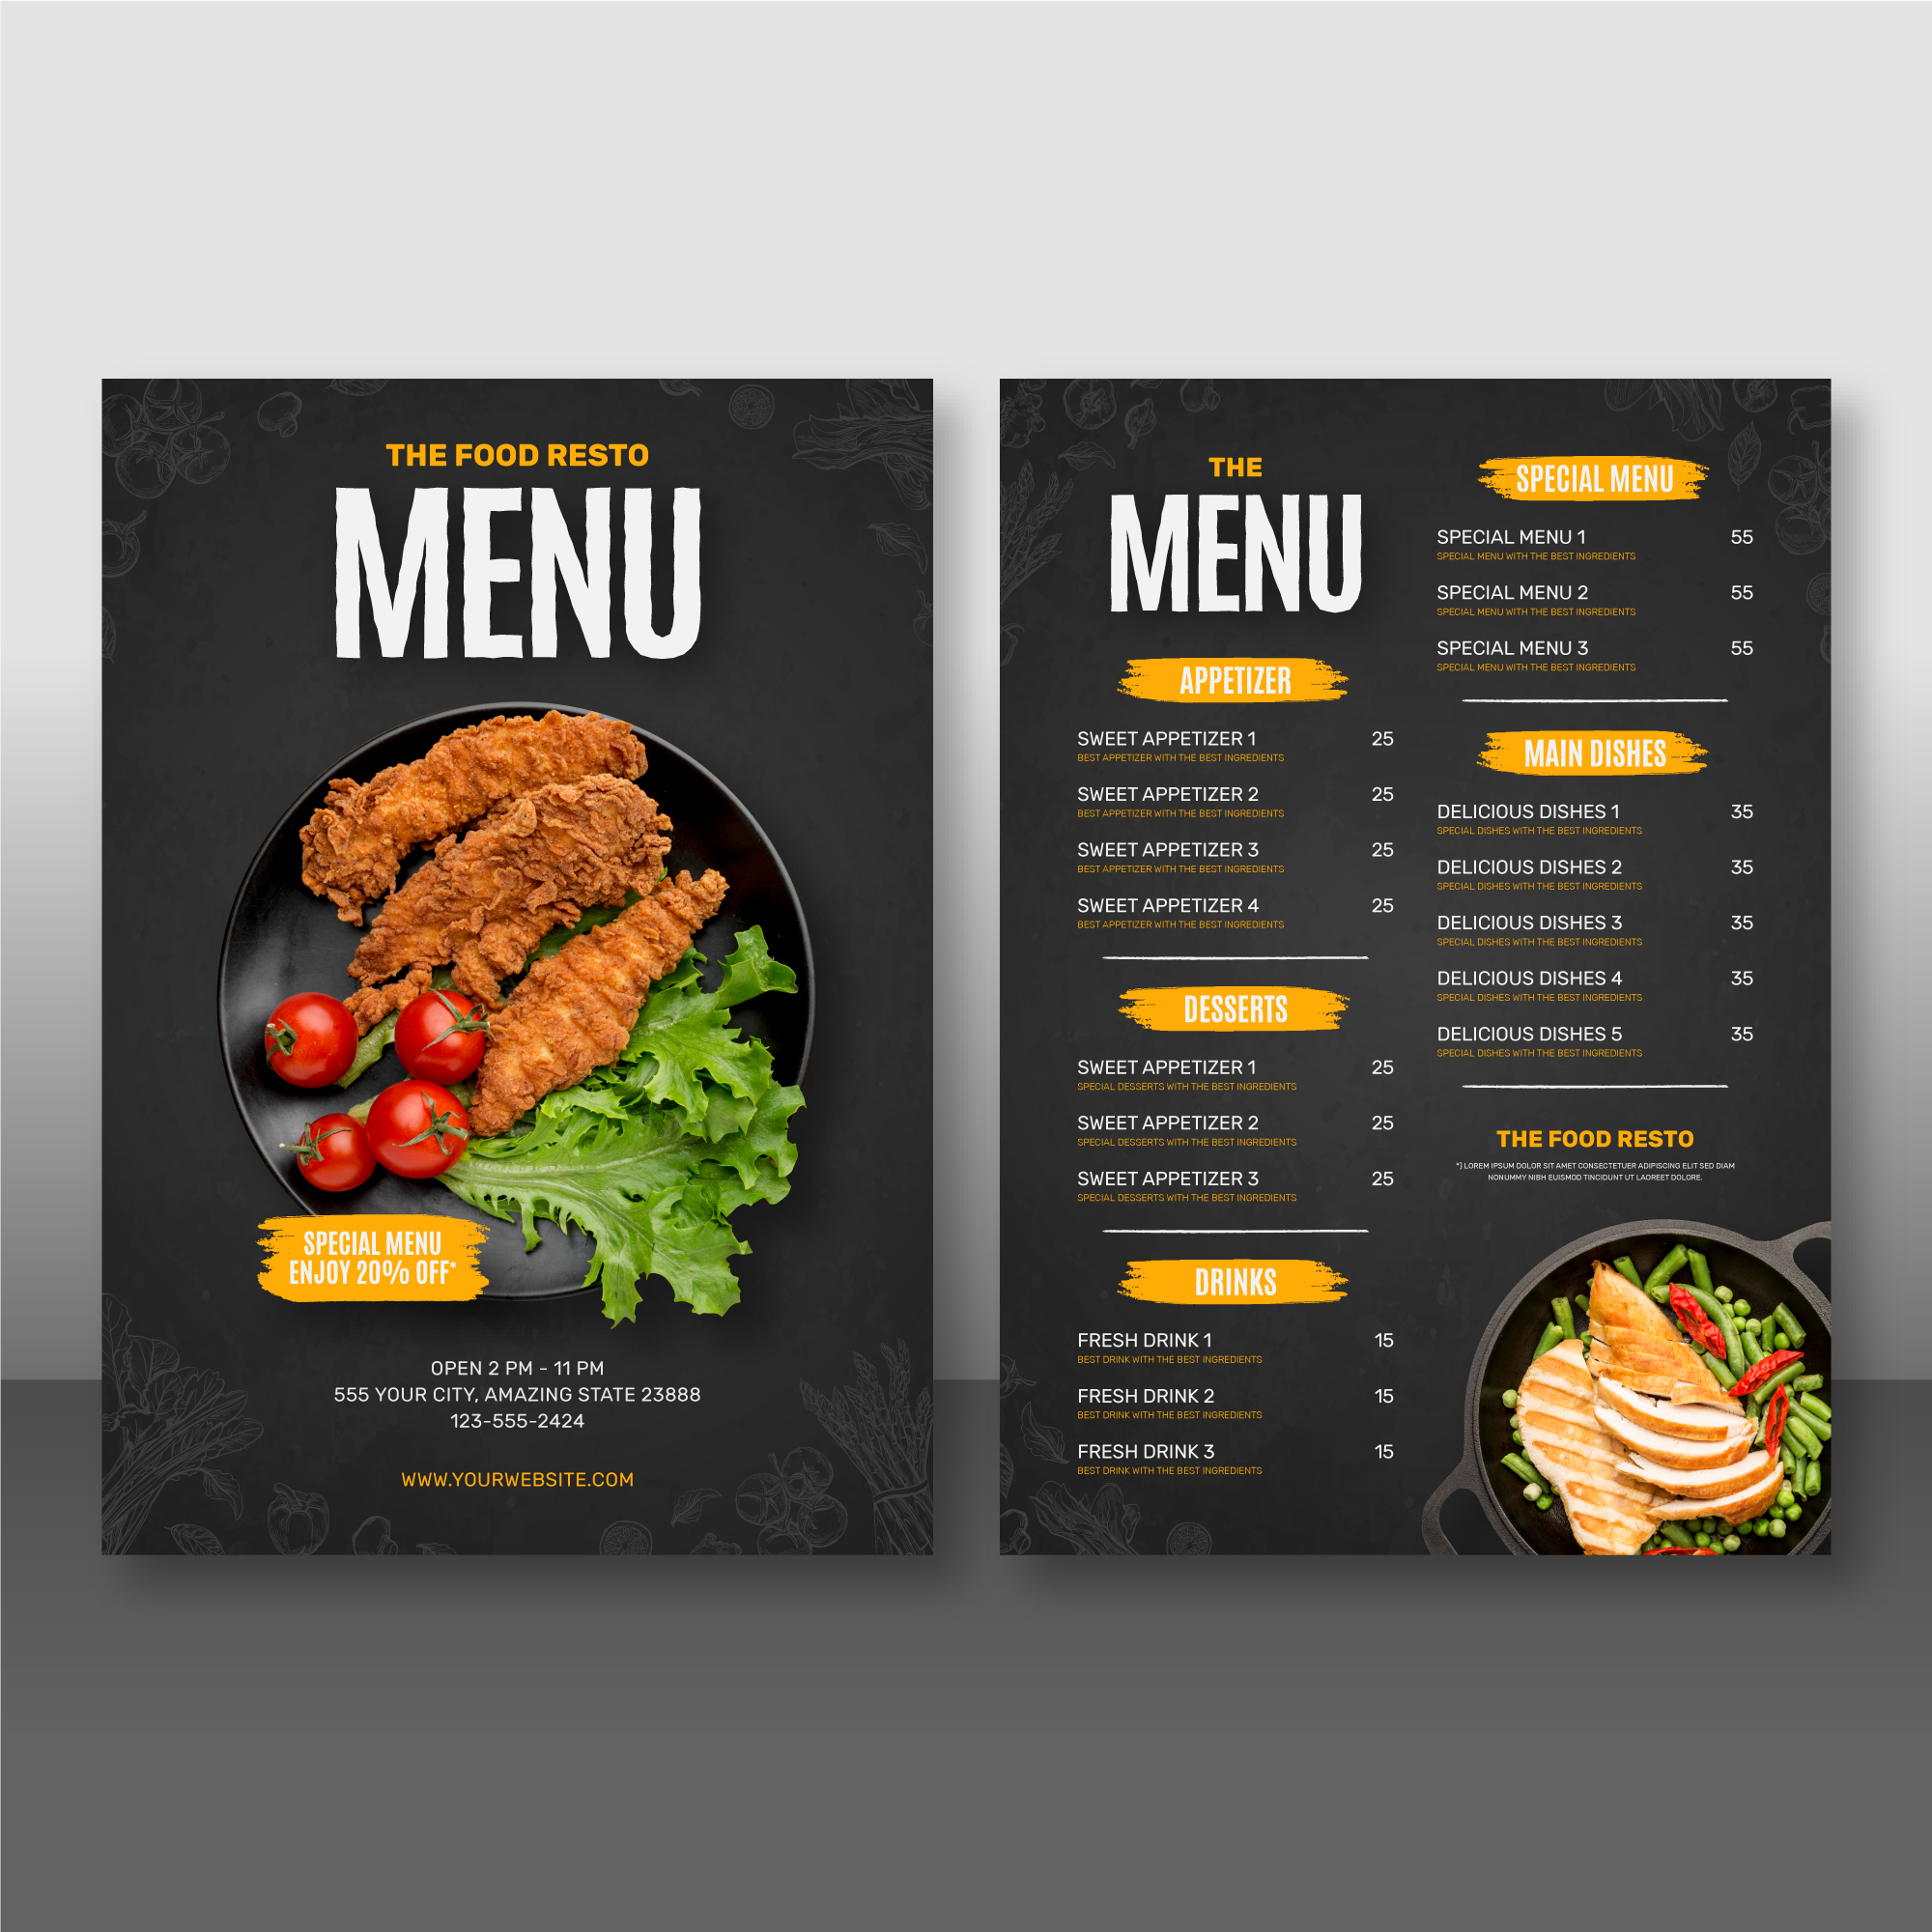 THE FOOD RESTO
MENU
SPECIAL MENU
ENJOY 20% OFF*
OPEN 2 PM - 11 PM
555 YOUR CITY, AMAZING STATE 23888
123-555-2424
WWW.YOURWEBSITE.COM
THE
MENU
APPETIZER
SWEET APPETIZER 1 25
BEST APPETIZER WITH THE BEST INGREDIENTS
SWEET APPETIZER 2 25
BEST APPETIZER WITH THE BEST INGREDIENTS
SWEET APPETIZER 3 25
BEST APPETIZER WITH THE BEST INGREDIENTS
SWEET APPETIZER 4 25
BEST APPETIZER WITH THE BEST INGREDIENTS
DESSERTS
SWEET APPETIZER 1 25
SPECIAL DESSERTS WITH THE BEST INGREDIENTS
SWEET APPETIZER 2 25
SPECIAL DESSERTS WITH THE BEST INGREDIENTS
SWEET APPETIZER 3 25
SPECIAL DESSERTS WITH THE BEST INGREDIENTS
DRINKS
FRESH DRINK 1 15
BEST DRINK WITH THE BEST INGREDIENTS
FRESH DRINK 2 15
BEST DRINK WITH THE BEST INGREDIENTS
FRESH DRINK 3 15
BEST DRINK WITH THE BEST INGREDIENTS
SPECIAL MENU
SPECIAL MENU 1 55
SPECIAL MENU WITH THE BEST INGREDIENTS
SPECIAL MENU 2 55
SPECIAL MENU WITH THE BEST INGREDIENTS
SPECIAL MENU 3 55
SPECIAL MENU WITH THE BEST INGREDIENTS
MAIN DISHES
DELICIOUS DISHES 1 35
SPECIAL DISHES WITH THE BEST INGREDIENTS
DELICIOUS DISHES 2 35
SPECIAL DISHES WITH THE BEST INGREDIENTS
DELICIOUS DISHES 3 35
SPECIAL DISHES WITH THE BEST INGREDIENTS
DELICIOUS DISHES 4 35
SPECIAL DISHES WITH THE BEST INGREDIENTS
DELICIOUS DISHES 5 35
SPECIAL DISHES WITH THE BEST INGREDIENTS
THE FOOD RESTO
*) LOREM IPSUM DOLOR SIT AMET CONSECTETUER ADIPISCING ELIT SED DIAM
NONUMMY NIBH EUISMOD TINCIDUNT UT LAOREET DOLORE.